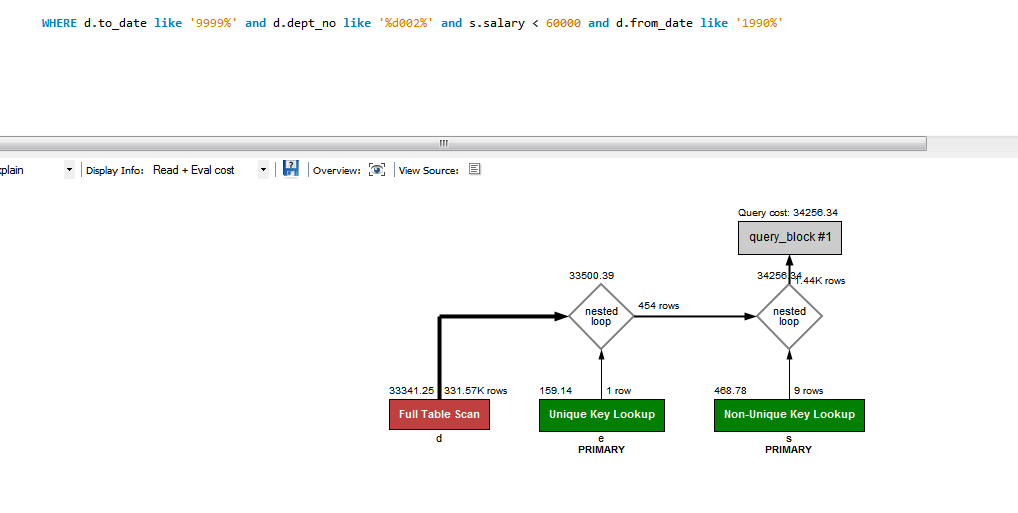 WHERE d.to_date like '9999%' and d.dept_no like '%d002%' and s.salary < 60000 and d.from_date like '1990%'
plain Display Info: Read + Eval cost ? Overview: View Source:
Query cost: 34256.34
query_block #1
33500.39
34256.34
1.44K rows
nested
loop
454 rows
nested
loop
33341.25 331.57K rows
159.14 1 row
468.78 9 rows
Full Table Scan
Unique Key Lookup
Non-Unique Key Lookup
d
e
s
PRIMARY
PRIMARY